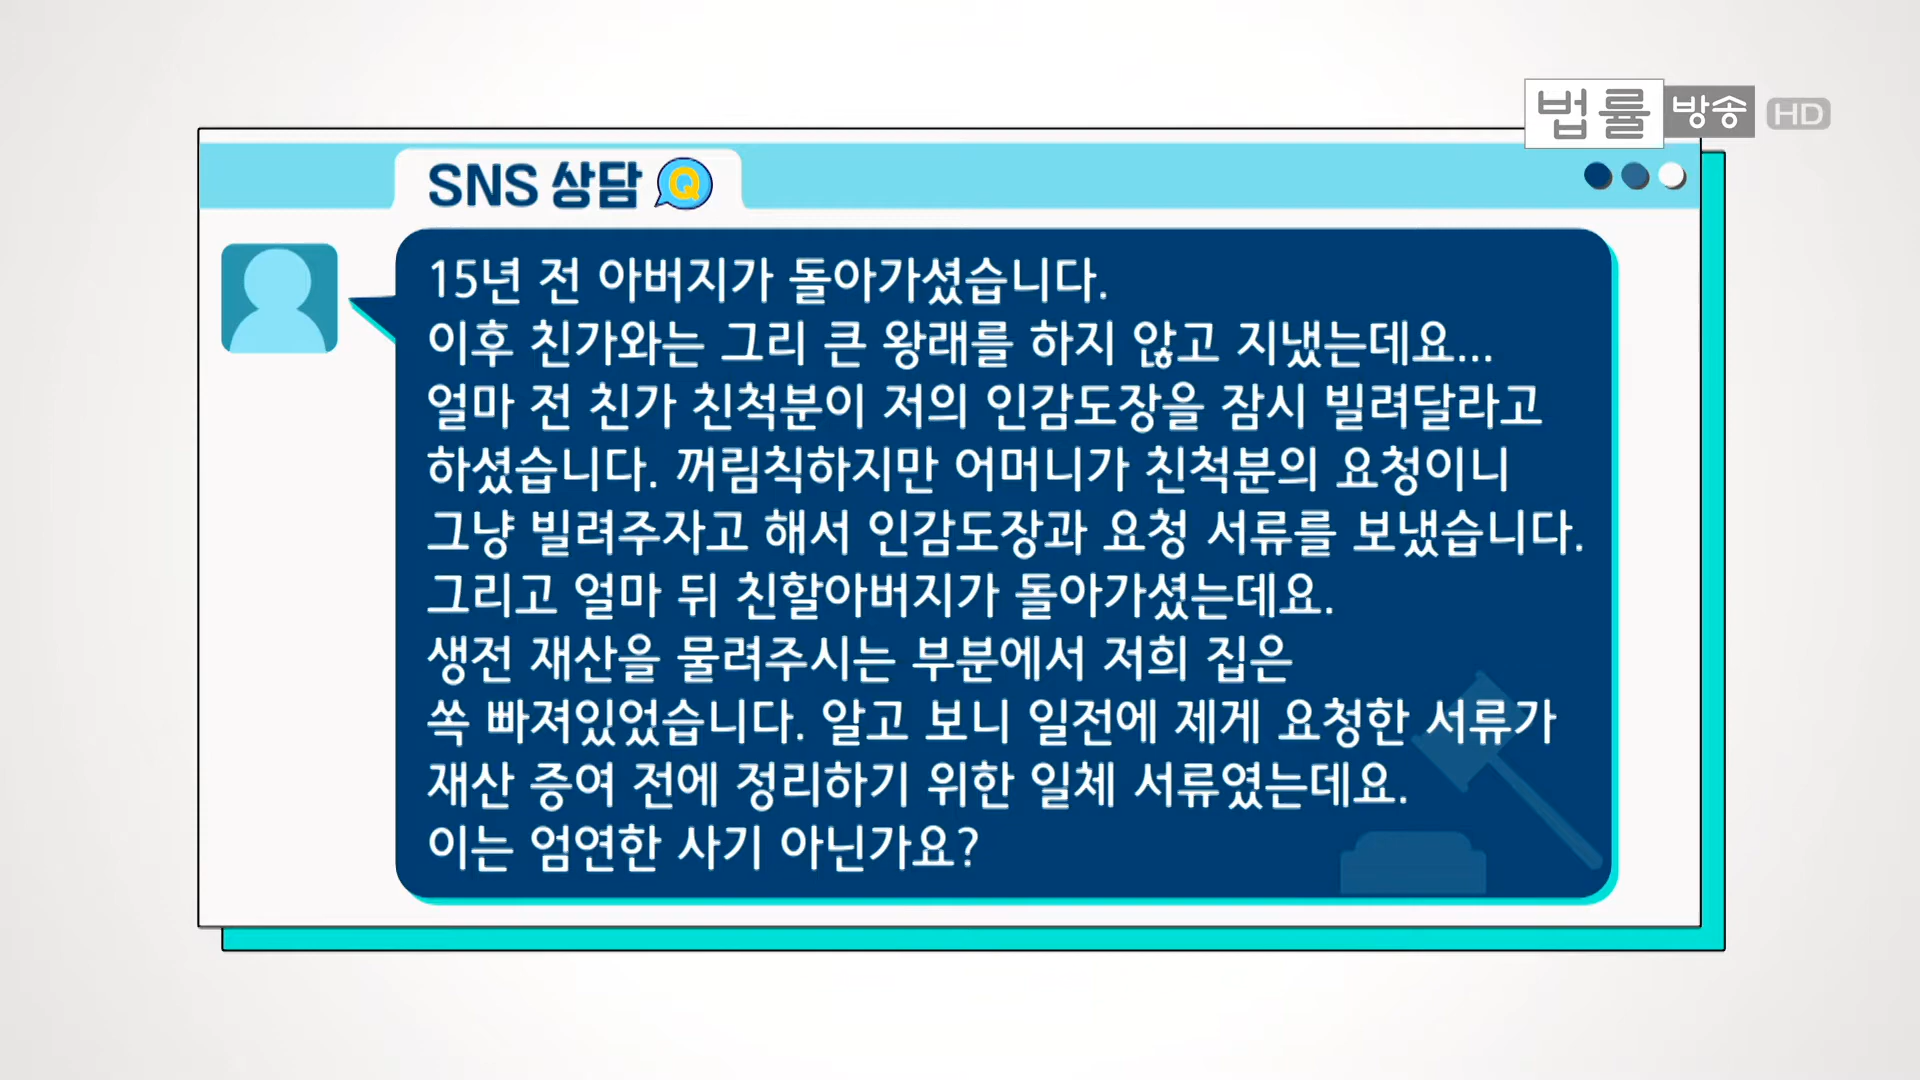 법률방송 HD
SNS 상담 Q
15년 전 아버지가 돌아가셨습니다.
이후 친가와는 그리 큰 왕래를 하지 않고 지냈는데요...
얼마 전 친가 친척분이 저의 인감도장을 잠시 빌려달라고
하셨습니다. 꺼림칙하지만 어머니가 친척분의 요청이니
그냥 빌려주자고 해서 인감도장과 요청 서류를 보냈습니다.
그리고 얼마 뒤 친할아버지가 돌아가셨는데요.
생전 재산을 물려주시는 부분에서 저희 집은
쏙 빠져있었습니다. 알고 보니 일전에 제게 요청한 서류가
재산 증여 전에 정리하기 위한 일체 서류였는데요.
이는 엄연한 사기 아닌가요?